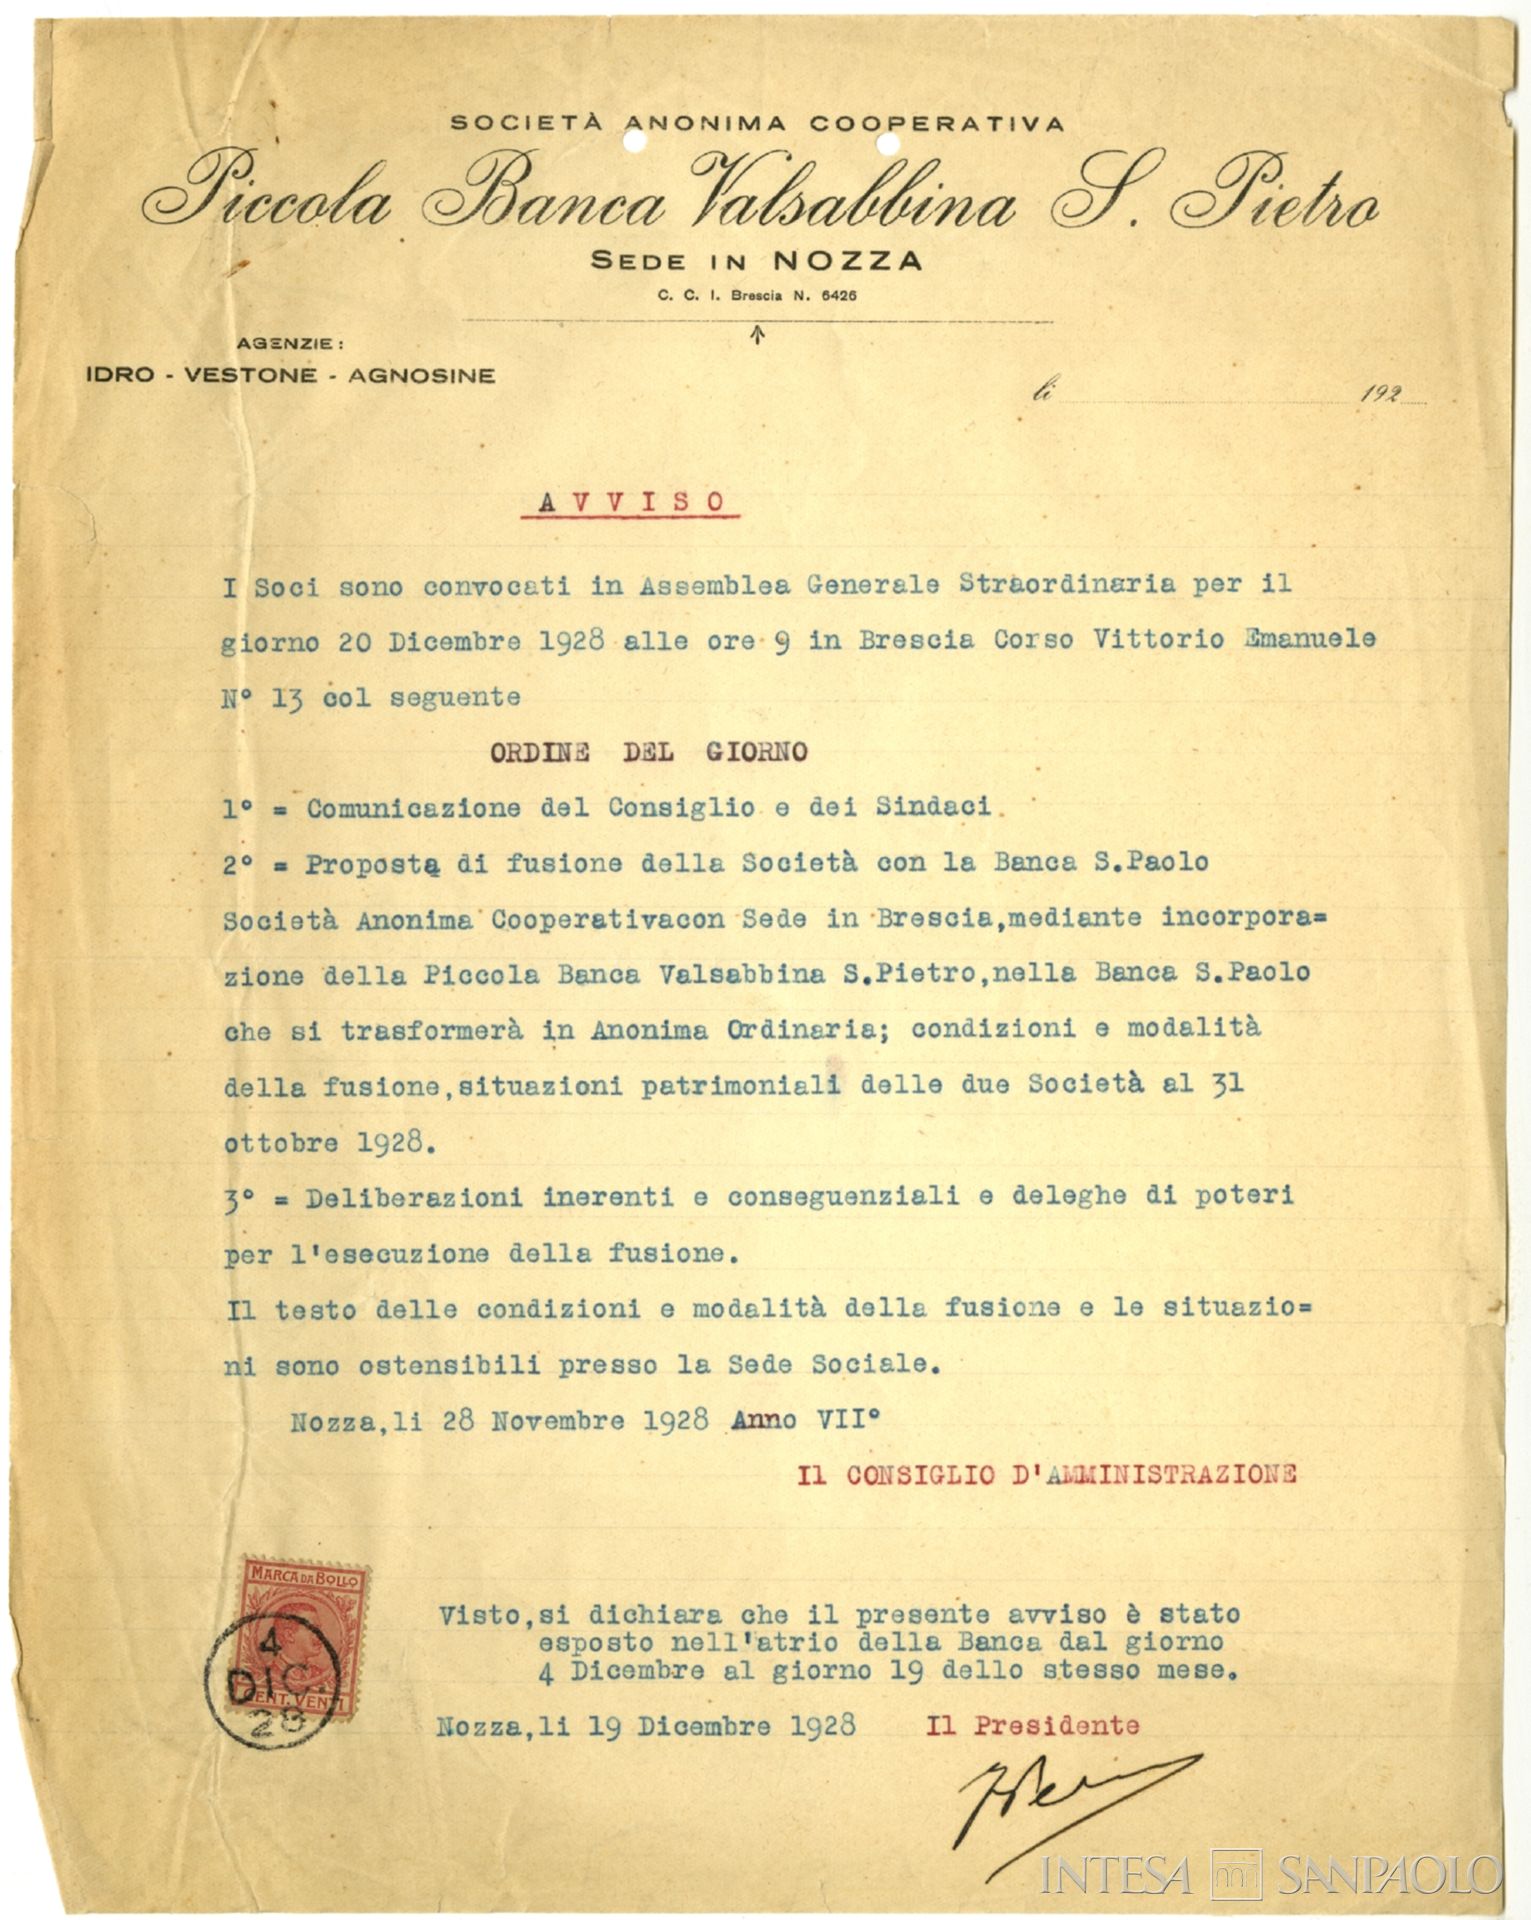 SOCIETÀ ANONIMA COOPERATIVA
Piccola Banca Valsabbina S. Pietro
SEDE IN NOZZA
C. C. I. Brescia N. 6426
AGENZIE:
IDRO - VESTONE - AGNOSINE
li 192
AVVISO
I Soci sono convocati in Assemblea Generale Straordinaria per il
giorno 20 Dicembre 1928 alle ore 9 in Brescia Corso Vittorio Emanuele
N° 13 col seguente
ORDINE DEL GIORNO
1° = Comunicazione del Consiglio e dei Sindaci.
2° = Proposta di fusione della Società con la Banca S.Paolo
Società Anonima Cooperativacon Sede in Brescia,mediante incorpora=
zione della Piccola Banca Valsabbina S.Pietro,nella Banca S.Paolo
che si trasformerà in Anonima Ordinaria; condizioni e modalità
della fusione,situazioni patrimoniali delle due Società al 31
ottobre 1928.
3° = Deliberazioni inerenti e conseguenziali e deleghe di poteri
per l'esecuzione della fusione.
Il testo delle condizioni e modalità della fusione e le situazio=
ni sono ostensibili presso la Sede Sociale.
Nozza,li 28 Novembre 1928 Anno VII°
Il CONSIGLIO D'AMMINISTRAZIONE
MARCA DA BOLLO
4
DIC.
CENT. VENTI
28
Visto,si dichiara che il presente avviso è stato
esposto nell'atrio della Banca dal giorno
4 Dicembre al giorno 19 dello stesso mese.
Nozza,li 19 Dicembre 1928 Il Presidente
INTESA SANPAOLO